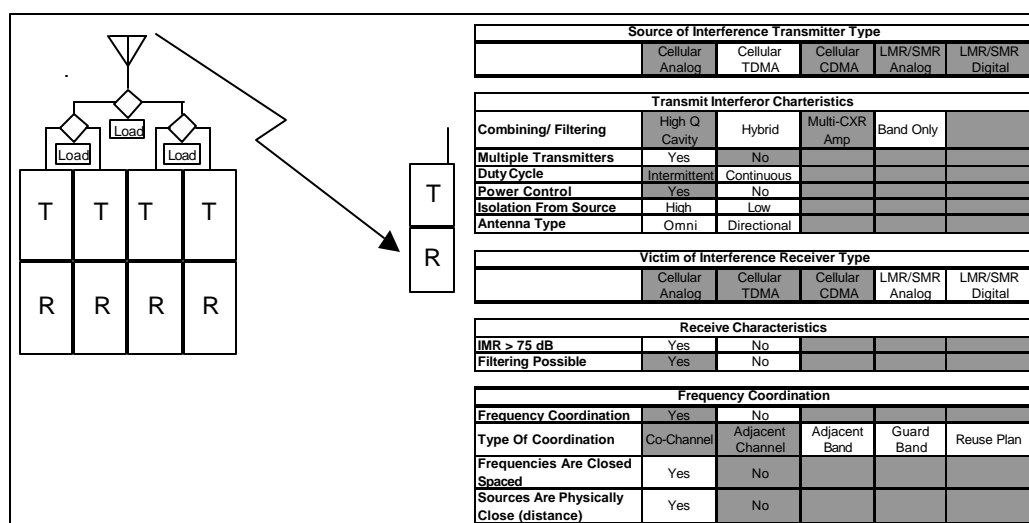 Load
Load
Load
T T T T
R R R R
T
R
Source of Interference Transmitter Type
Cellular Analog Cellular TDMA Cellular CDMA LMR/SMR Analog LMR/SMR Digital
Transmit Interferor Charteristics
Combining/ Filtering High Q Cavity Hybrid Multi-CXR Amp Band Only
Multiple Transmitters Yes No
Duty Cycle Intermittent Continuous
Power Control Yes No
Isolation From Source High Low
Antenna Type Omni Directional
Victim of Interference Receiver Type
Cellular Analog Cellular TDMA Cellular CDMA LMR/SMR Analog LMR/SMR Digital
Receive Characteristics
IMR > 75 dB Yes No
Filtering Possible Yes No
Frequency Coordination
Frequency Coordination Yes No
Type Of Coordination Co-Channel Adjacent Channel Adjacent Band Guard Band Reuse Plan
Frequencies Are Closed Spaced Yes No
Sources Are Physically Close (distance) Yes No